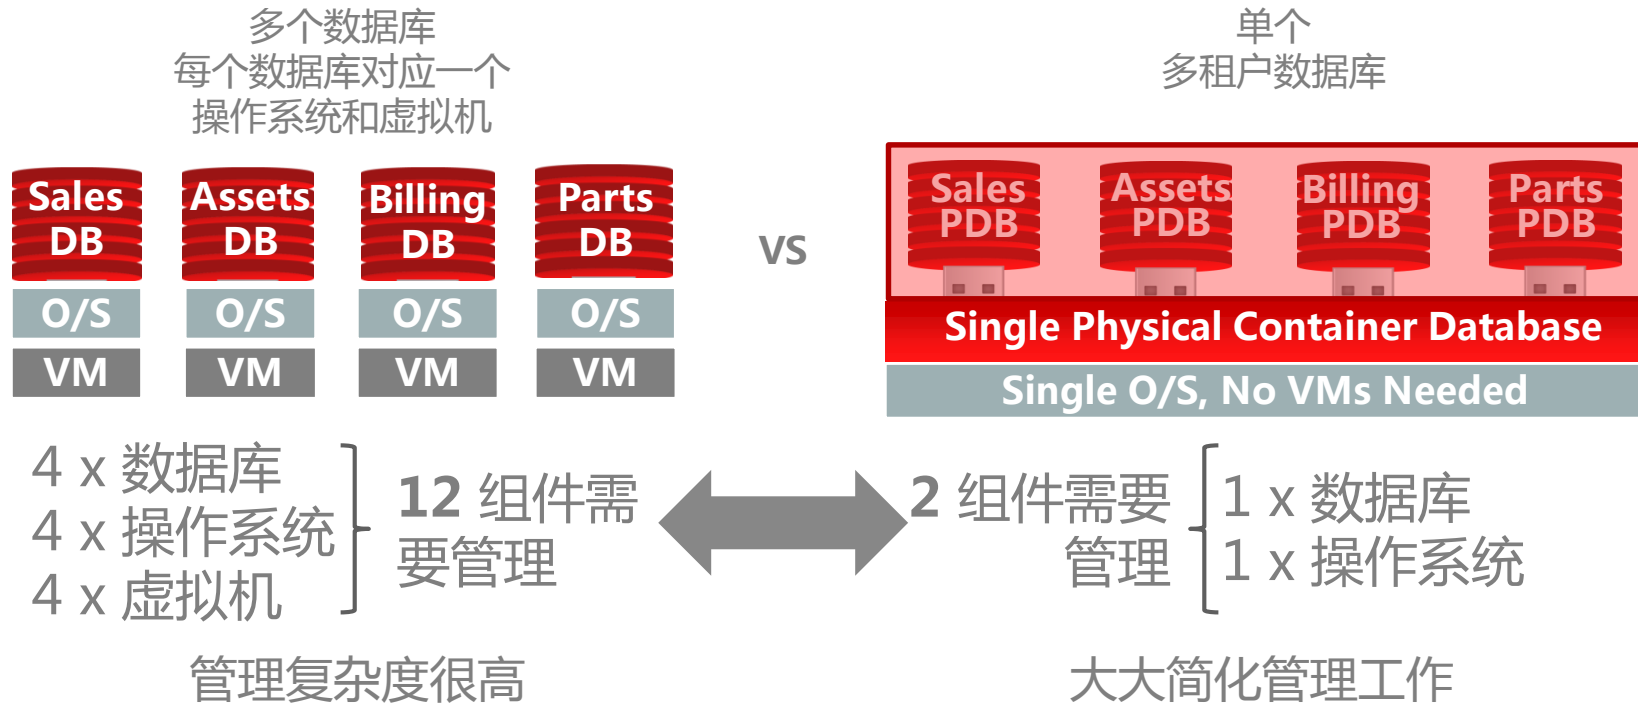 多个数据库
每个数据库对应一个
操作系统和虚拟机
Sales
DB
O/S
VM
Assets
DB
O/S
VM
Billing
DB
O/S
VM
Parts
DB
O/S
VM
4 x 数据库
4 x 操作系统
4 x 虚拟机
12 组件需
要管理
管理复杂度很高
VS
单个
多租户数据库
Sales
PDB
Assets
PDB
Billing
PDB
Parts
PDB
Single Physical Container Database
Single O/S, No VMs Needed
2 组件需要
管理
1 x 数据库
1 x 操作系统
大大简化管理工作